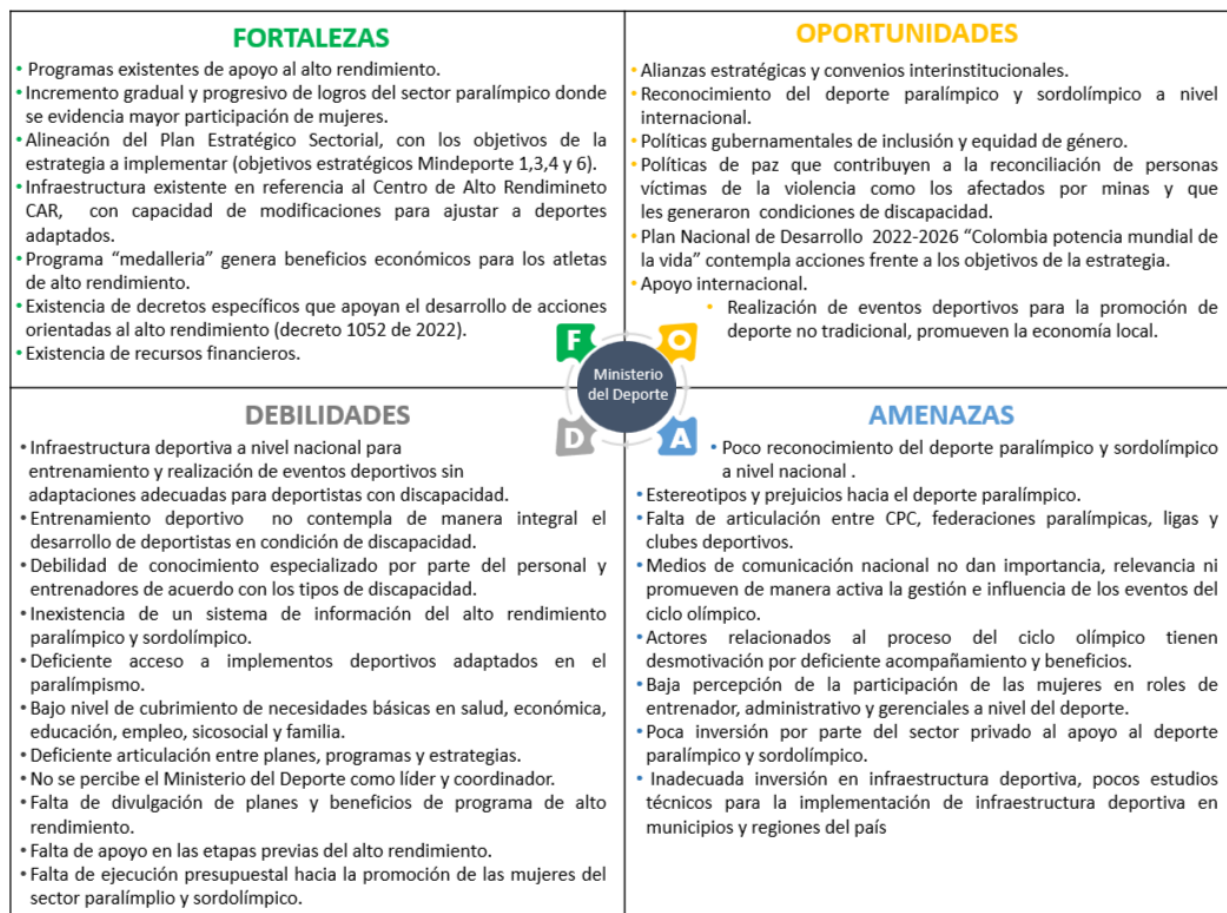 FORTALEZAS
• Programas existentes de apoyo al alto rendimiento.
• Incremento gradual y progresivo de logros del sector paralímpico donde
se evidencia mayor participación de mujeres.
• Alineación del Plan Estratégico Sectorial, con los objetivos de la
estrategia a implementar (objetivos estratégicos Mindeporte 1,3,4 y 6).
• Infraestructura existente en referencia al Centro de Alto Rendimineto
CAR, con capacidad de modificaciones para ajustar a deportes
adaptados.
• Programa “medalleria” genera beneficios económicos para los atletas
de alto rendimiento.
• Existencia de decretos específicos que apoyan el desarrollo de acciones
orientadas al alto rendimiento (decreto 1052 de 2022).
• Existencia de recursos financieros.
OPORTUNIDADES
• Alianzas estratégicas y convenios interinstitucionales.
• Reconocimiento del deporte paralímpico y sordolímpico a nivel
internacional.
• Políticas gubernamentales de inclusión y equidad de género.
• Políticas de paz que contribuyen a la reconciliación de personas
víctimas de la violencia como los afectados por minas y que
les generaron condiciones de discapacidad.
• Plan Nacional de Desarrollo 2022-2026 “Colombia potencia mundial de
la vida” contempla acciones frente a los objetivos de la estrategia.
• Apoyo internacional.
• Realización de eventos deportivos para la promoción de
deporte no tradicional, promueven la economía local.
F
O
Ministerio
del Deporte
D
A
DEBILIDADES
• Infraestructura deportiva a nivel nacional para
entrenamiento y realización de eventos deportivos sin
adaptaciones adecuadas para deportistas con discapacidad.
• Entrenamiento deportivo no contempla de manera integral el
desarrollo de deportistas en condición de discapacidad.
• Debilidad de conocimiento especializado por parte del personal y
entrenadores de acuerdo con los tipos de discapacidad.
• Inexistencia de un sistema de información del alto rendimiento
paralímpico y sordolímpico.
• Deficiente acceso a implementos deportivos adaptados en el
paralímpismo.
• Bajo nivel de cubrimiento de necesidades básicas en salud, económica,
educación, empleo, sicosocial y familia.
• Deficiente articulación entre planes, programas y estrategias.
• No se percibe el Ministerio del Deporte como líder y coordinador.
• Falta de divulgación de planes y beneficios de programa de alto
rendimiento.
• Falta de apoyo en las etapas previas del alto rendimiento.
• Falta de ejecución presupuestal hacia la promoción de las mujeres del
sector paralímplio y sordolímpico.
AMENAZAS
• Poco reconocimiento del deporte paralímpico y sordolímpico
a nivel nacional .
• Estereotipos y prejuicios hacia el deporte paralímpico.
• Falta de articulación entre CPC, federaciones paralímpicas, ligas y
clubes deportivos.
• Medios de comunicación nacional no dan importancia, relevancia ni
promueven de manera activa la gestión e influencia de los eventos del
ciclo olímpico.
• Actores relacionados al proceso del ciclo olímpico tienen
desmotivación por deficiente acompañamiento y beneficios.
• Baja percepción de la participación de las mujeres en roles de
entrenador, administrativo y gerenciales a nivel del deporte.
• Poca inversión por parte del sector privado al apoyo al deporte
paralímpico y sordolímpico.
• Inadecuada inversión en infraestructura deportiva, pocos estudios
técnicos para la implementación de infraestructura deportiva en
municipios y regiones del país